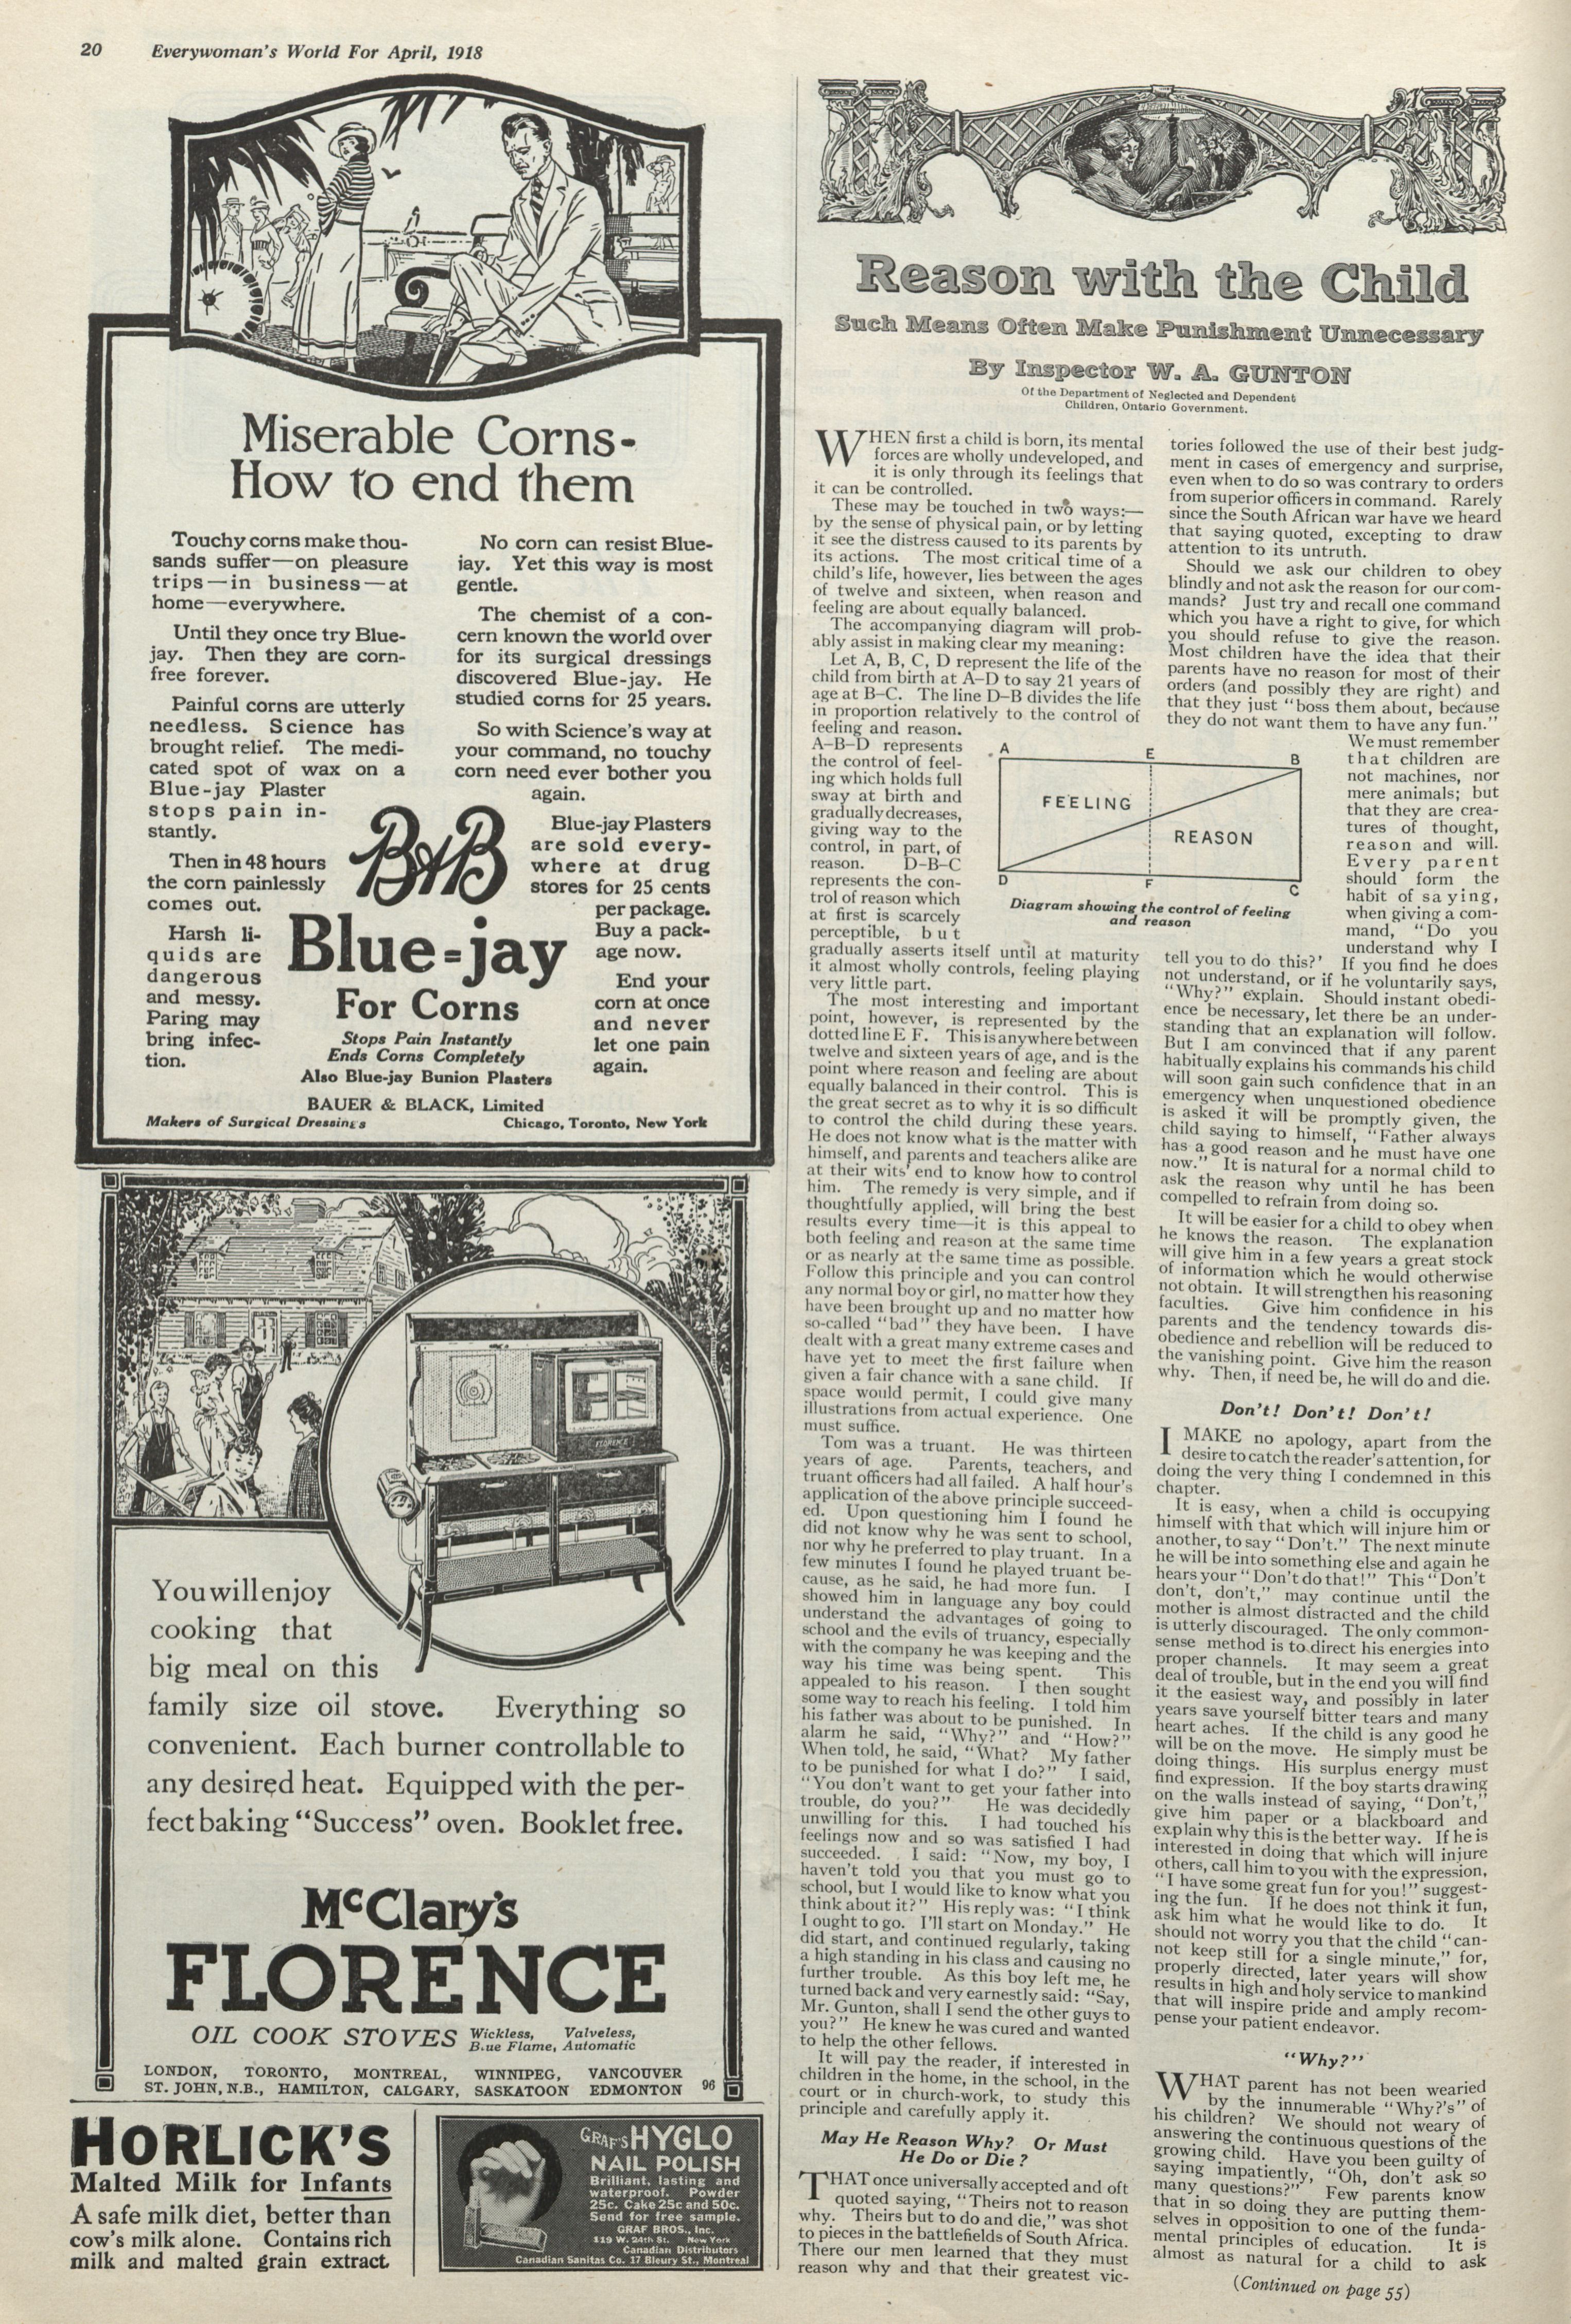 20 Everywoman's World For April, 1918
Miserable Corns-
How to end them
Touchy corns make thou-
sands suffer—on pleasure
trips—in business—at
home—everywhere.
Until they once try Blue-
jay. Then they are corn-
free forever.
Painful corns are utterly
needless. Science has
brought relief. The medi-
cated spot of wax on a
Blue-jay Plaster
stops pain in-
stantly.
Then in 48 hours
the corn painlessly
comes out.
Harsh li-
quids are
dangerous
and messy.
Paring may
bring infec-
tion.
No corn can resist Blue-
jay. Yet this way is most
gentle.
The chemist of a con-
cern known the world over
for its surgical dressings
discovered Blue-jay. He
studied corns for 25 years.
So with Science's way at
your command, no touchy
corn need ever bother you
again.
Blue-jay Plasters
are sold every-
where at drug
stores for 25 cents
per package.
Buy a pack-
age now.
End your
corn at once
and never
let one pain
again.
B&B
Blue=jay
For Corns
Stops Pain Instantly
Ends Corns Completely
Also Blue-jay Bunion Plasters
BAUER & BLACK, Limited
Makers of Surgical Dressings Chicago, Toronto, New York
FLORENCE
You will enjoy
cooking that
big meal on this
family size oil stove. Everything so
convenient. Each burner controllable to
any desired heat. Equipped with the per-
fect baking "Success" oven. Booklet free.
McClary's
FLORENCE
OIL COOK STOVES Wickless, Valveless,
Blue Flame, Automatic
LONDON, TORONTO, MONTREAL, WINNIPEG, VANCOUVER
ST. JOHN, N.B., HAMILTON, CALGARY, SASKATOON EDMONTON 96
HORLICK'S
Malted Milk for Infants
A safe milk diet, better than
cow's milk alone. Contains rich
milk and malted grain extract
GRAF'S HYGLO
NAIL POLISH
Brilliant, lasting and
waterproof. Powder
25c. Cake 25c and 50c.
Send for free sample.
GRAF BROS., Inc.
119 W. 24th St. New York
Canadian Distributors
Canadian Sanitas Co. 17 Bleury St., Montreal
Reason with the Child
Such Means Often Make Punishment Unnecessary
By Inspector W. A. GUNTON
Of the Department of Neglected and Dependent
Children, Ontario Government.
WHEN first a child is born, its mental
forces are wholly undeveloped, and
it is only through its feelings that
it can be controlled.
These may be touched in two ways:—
by the sense of physical pain, or by letting
it see the distress caused to its parents by
its actions. The most critical time of a
child's life, however, lies between the ages
of twelve and sixteen, when reason and
feeling are about equally balanced.
The accompanying diagram will prob-
ably assist in making clear my meaning:
Let A, B, C, D represent the life of the
child from birth at A-D to say 21 years of
age at B-C. The line D-B divides the life
in proportion relatively to the control of
feeling and reason.
A-B-D represents
the control of feel-
ing which holds full
sway at birth and
gradually decreases,
giving way to the
control, in part, of
reason. D-B-C
represents the con-
trol of reason which
at first is scarcely
perceptible, but
gradually asserts itself until at maturity
it almost wholly controls, feeling playing
very little part.
The most interesting and important
point, however, is represented by the
dotted line E F. This is anywhere between
twelve and sixteen years of age, and is the
point where reason and feeling are about
equally balanced in their control. This is
the great secret as to why it is so difficult
to control the child during these years.
He does not know what is the matter with
himself, and parents and teachers alike are
at their wits' end to know how to control
him. The remedy is very simple, and if
thoughtfully applied, will bring the best
results every time—it is this appeal to
both feeling and reason at the same time
or as nearly at the same time as possible.
Follow this principle and you can control
any normal boy or girl, no matter how they
have been brought up and no matter how
so-called "bad" they have been. I have
dealt with a great many extreme cases and
have yet to meet the first failure when
given a fair chance with a sane child. If
space would permit, I could give many
illustrations from actual experience. One
must suffice.
Tom was a truant. He was thirteen
years of age. Parents, teachers, and
truant officers had all failed. A half hour's
application of the above principle succeed-
ed. Upon questioning him I found he
did not know why he was sent to school,
nor why he preferred to play truant. In a
few minutes I found he played truant be-
cause, as he said, he had more fun. I
showed him in language any boy could
understand the advantages of going to
school and the evils of truancy, especially
with the company he was keeping and the
way his time was being spent. This
appealed to his reason. I then sought
some way to reach his feeling. I told him
his father was about to be punished. In
alarm he said, "Why?" and "How?"
When told, he said, "What? My father
to be punished for what I do?" I said,
"You don't want to get your father into
trouble, do you?" He was decidedly
unwilling for this. I had touched his
feelings now and so was satisfied I had
succeeded. I said: "Now, my boy, I
haven't told you that you must go to
school, but I would like to know what you
think about it?" His reply was: "I think
I ought to go. I'll start on Monday." He
did start, and continued regularly, taking
a high standing in his class and causing no
further trouble. As this boy left me, he
turned back and very earnestly said: "Say,
Mr. Gunton, shall I send the other guys to
you?" He knew he was cured and wanted
to help the other fellows.
It will pay the reader, if interested in
children in the home, in the school, in the
court or in church-work, to study this
principle and carefully apply it.
May He Reason Why? Or Must
He Do or Die?
THAT once universally accepted and oft
quoted saying, "Theirs not to reason
why. Theirs but to do and die," was shot
to pieces in the battlefields of South Africa.
There our men learned that they must
reason why and that their greatest vic-
tories followed the use of their best judg-
ment in cases of emergency and surprise,
even when to do so was contrary to orders
from superior officers in command. Rarely
since the South African war have we heard
that saying quoted, excepting to draw
attention to its untruth.
Should we ask our children to obey
blindly and not ask the reason for our com-
mands? Just try and recall one command
which you have a right to give, for which
you should refuse to give the reason.
Most children have the idea that their
parents have no reason for most of their
orders (and possibly they are right) and
that they just "boss them about, because
they do not want them to have any fun."
A E B
FEELING
REASON
D F C
Diagram showing the control of feeling
and reason
We must remember
that children are
not machines, nor
mere animals; but
that they are crea-
tures of thought,
reason and will.
Every parent
should form the
habit of saying,
when giving a com-
mand, "Do you
understand why I
tell you to do this?' If you find he does
not understand, or if he voluntarily says,
"Why?" explain. Should instant obedi-
ence be necessary, let there be an under-
standing that an explanation will follow.
But I am convinced that if any parent
habitually explains his commands his child
will soon gain such confidence that in an
emergency when unquestioned obedience
is asked it will be promptly given, the
child saying to himself, "Father always
has a good reason and he must have one
now." It is natural for a normal child to
ask the reason why until he has been
compelled to refrain from doing so.
It will be easier for a child to obey when
he knows the reason. The explanation
will give him in a few years a great stock
of information which he would otherwise
not obtain. It will strengthen his reasoning
faculties. Give him confidence in his
parents and the tendency towards dis-
obedience and rebellion will be reduced to
the vanishing point. Give him the reason
why. Then, if need be, he will do and die.
Don't! Don't! Don't!
I MAKE no apology, apart from the
desire to catch the reader's attention, for
doing the very thing I condemned in this
chapter.
It is easy, when a child is occupying
himself with that which will injure him or
another, to say "Don't." The next minute
he will be into something else and again he
hears your "Don't do that!" This "Don't
don't, don't," may continue until the
mother is almost distracted and the child
is utterly discouraged. The only common-
sense method is to direct his energies into
proper channels. It may seem a great
deal of trouble, but in the end you will find
it the easiest way, and possibly in later
years save yourself bitter tears and many
heart aches. If the child is any good he
will be on the move. He simply must be
doing things. His surplus energy must
find expression. If the boy starts drawing
on the walls instead of saying, "Don't,"
give him paper or a blackboard and
explain why this is the better way. If he is
interested in doing that which will injure
others, call him to you with the expression,
"I have some great fun for you!" suggest-
ing the fun. If he does not think it fun,
ask him what he would like to do. It
should not worry you that the child "can-
not keep still for a single minute," for,
properly directed, later years will show
results in high and holy service to mankind
that will inspire pride and amply recom-
pense your patient endeavor.
"Why?"
WHAT parent has not been wearied
by the innumerable "Why?'s" of
his children? We should not weary of
answering the continuous questions of the
growing child. Have you been guilty of
saying impatiently, "Oh, don't ask so
many questions?" Few parents know
that in so doing they are putting them-
selves in opposition to one of the funda-
mental principles of education. It is
almost as natural for a child to ask
(Continued on page 55)